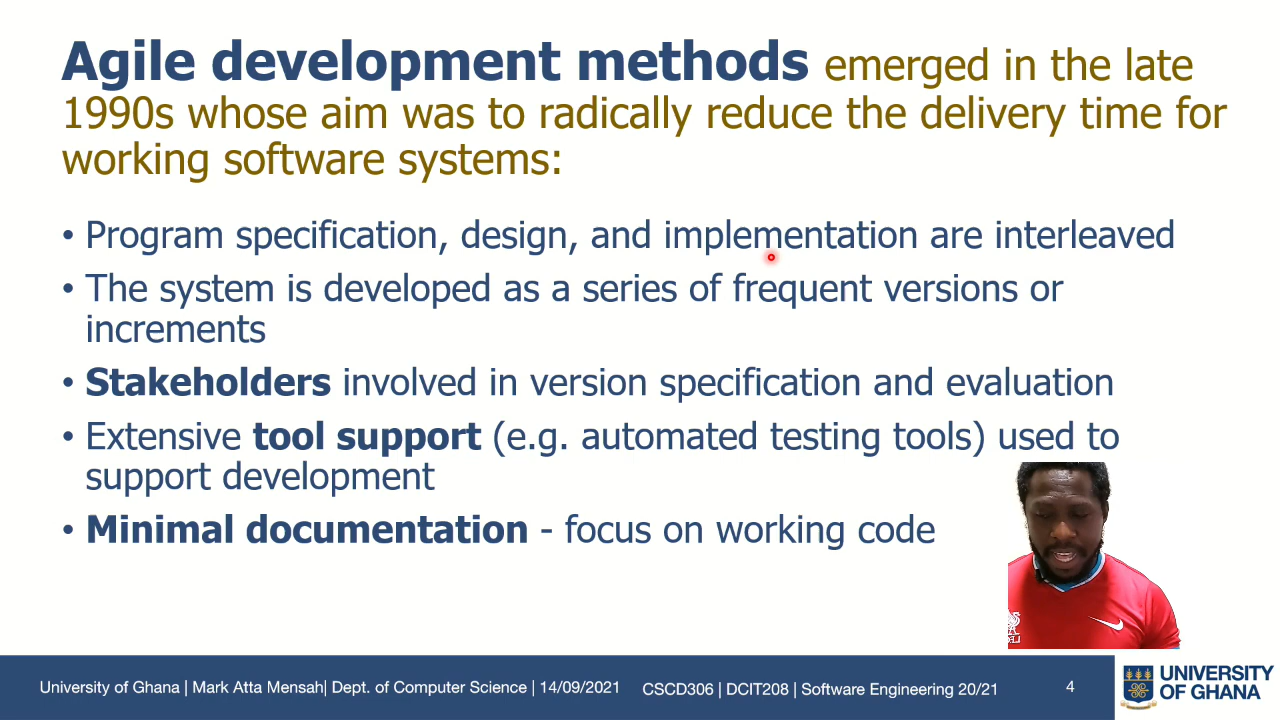 Agile development methods emerged in the late
1990s whose aim was to radically reduce the delivery time for
working software systems:
• Program specification, design, and implementation are interleaved
• The system is developed as a series of frequent versions or
increments
• Stakeholders involved in version specification and evaluation
• Extensive tool support (e.g. automated testing tools) used to
support development
• Minimal documentation - focus on working code
University of Ghana | Mark Atta Mensah| Dept. of Computer Science | 14/09/2021
CSCD306 | DCIT208 | Software Engineering 20/21
4
UNIVERSITY
OF GHANA